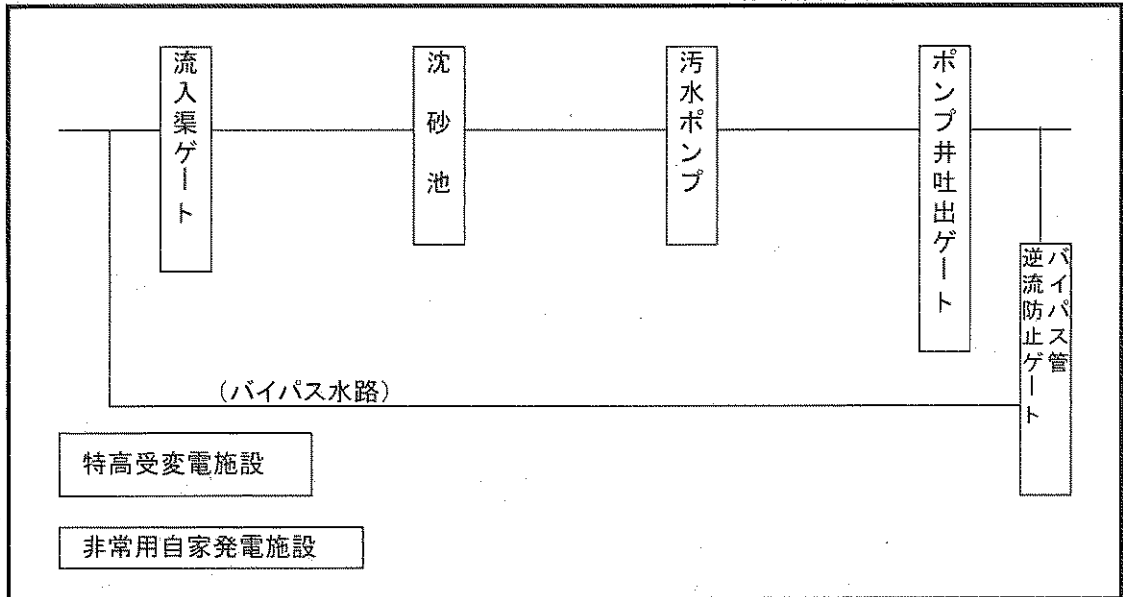 流入渠ゲート
沈砂池
汚水ポンプ
ポンプ井吐出ゲート
バイパス管
逆流防止ゲート
(バイパス水路)
特高受変電施設
非常用自家発電施設